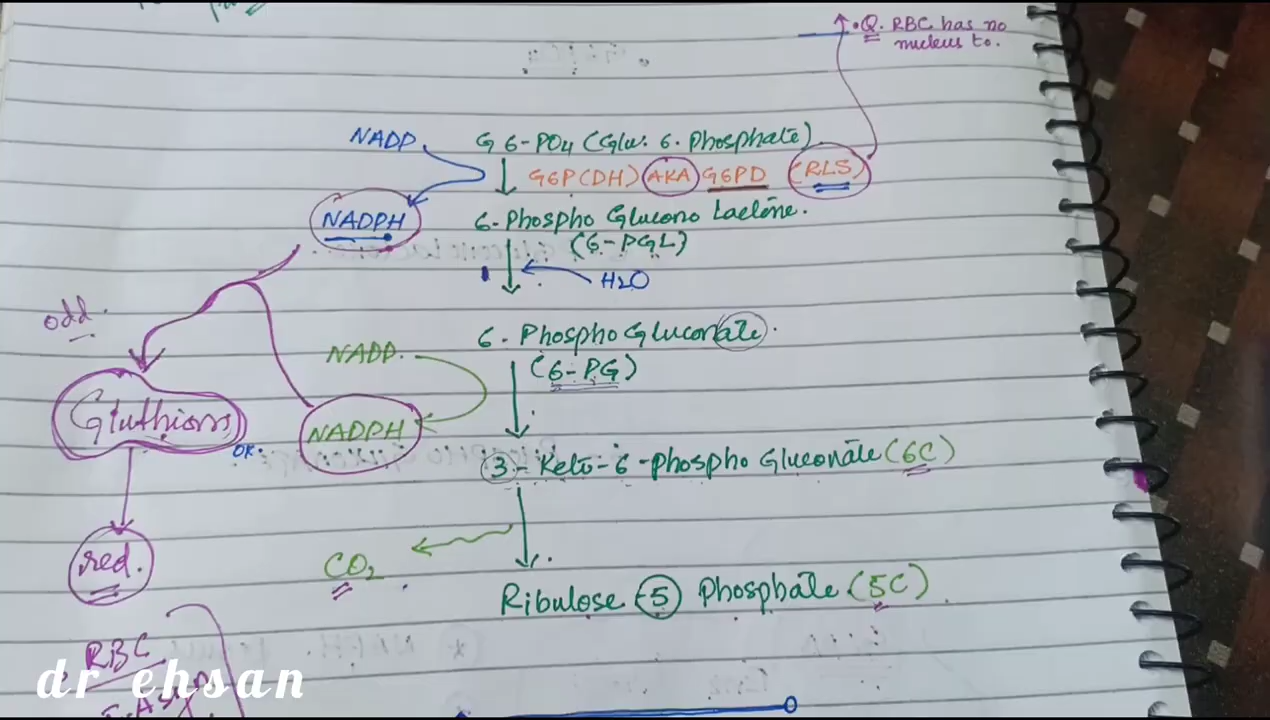 • Q. RBC has no
nucleus to.
NADP
G 6-PO4 (Glu. 6. Phosphate)
G6P(DH) AKA G6PD (RLS)
NADPH
6-Phospho Glucono Lactone.
(6-PGL)
H2O
odd.
6. Phospho Gluconate.
NADP.
(6-PG)
Gluthions
OR.
NADPH
3-Keto-6-phospho Gluconate (6C)
red.
CO2
Ribulose-5 Phosphate (5C)
RBC
dr ehsan